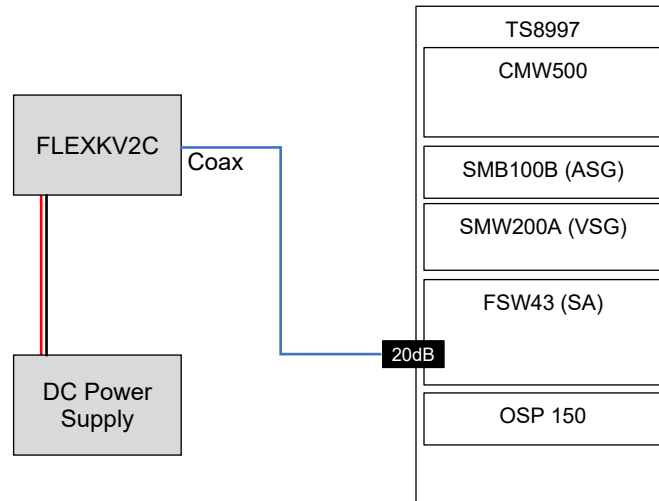 TS8997
CMW500
FLEXKV2C
Coax
SMB100B (ASG)
SMW200A (VSG)
FSW43 (SA)
20dB
DC Power
Supply
OSP 150